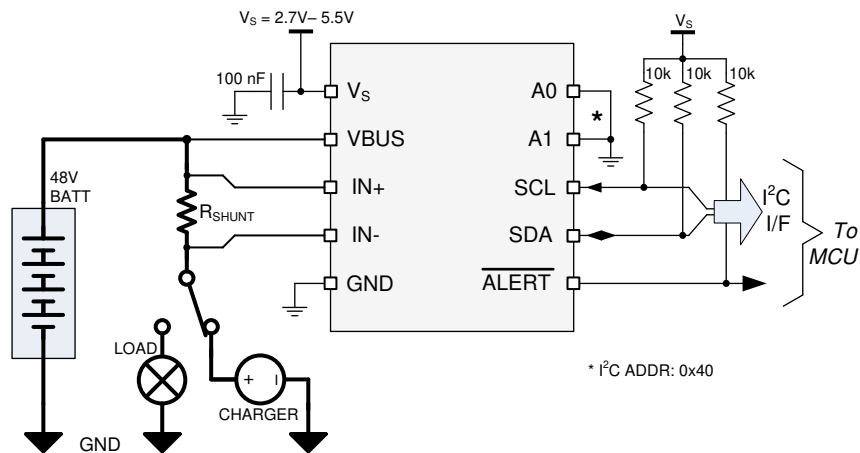 V_S = 2.7V– 5.5V
100 nF
V_S
VBUS
IN+
IN-
GND
A0
A1
*
SCL
SDA
ALERT
V_S
10k
10k
10k
I²C
I/F
To
MCU
48V
BATT
R_SHUNT
LOAD
+
I
CHARGER
GND
* I²C ADDR: 0x40